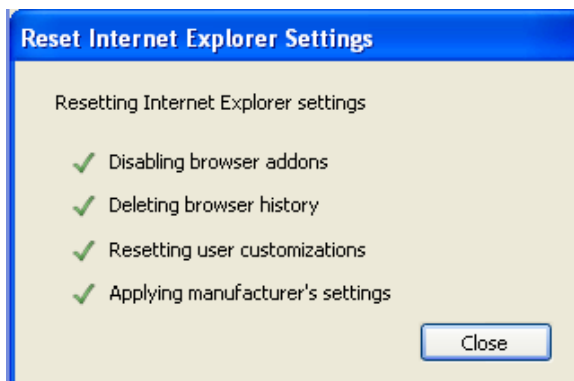 Reset Internet Explorer Settings
Resetting Internet Explorer settings
Disabling browser addons
Deleting browser history
Resetting user customizations
Applying manufacturer's settings
Close